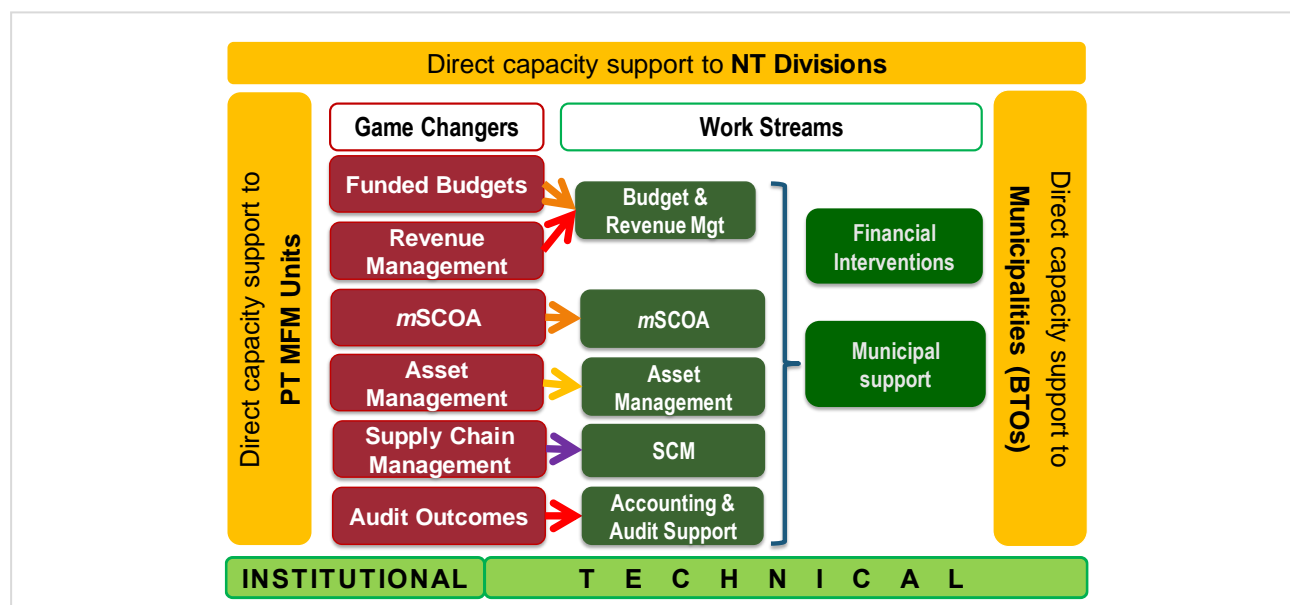 Direct capacity support to NT Divisions
Direct capacity support to
PT MFM Units
Game Changers
Work Streams
Funded Budgets
Revenue
Management
mSCOA
Asset
Management
Supply Chain
Management
Audit Outcomes
Budget &
Revenue Mgt
mSCOA
Asset
Management
SCM
Accounting &
Audit Support
Financial
Interventions
Municipal
support
Direct capacity support to
Municipalities (BTOs)
INSTITUTIONAL
T E C H N I C A L